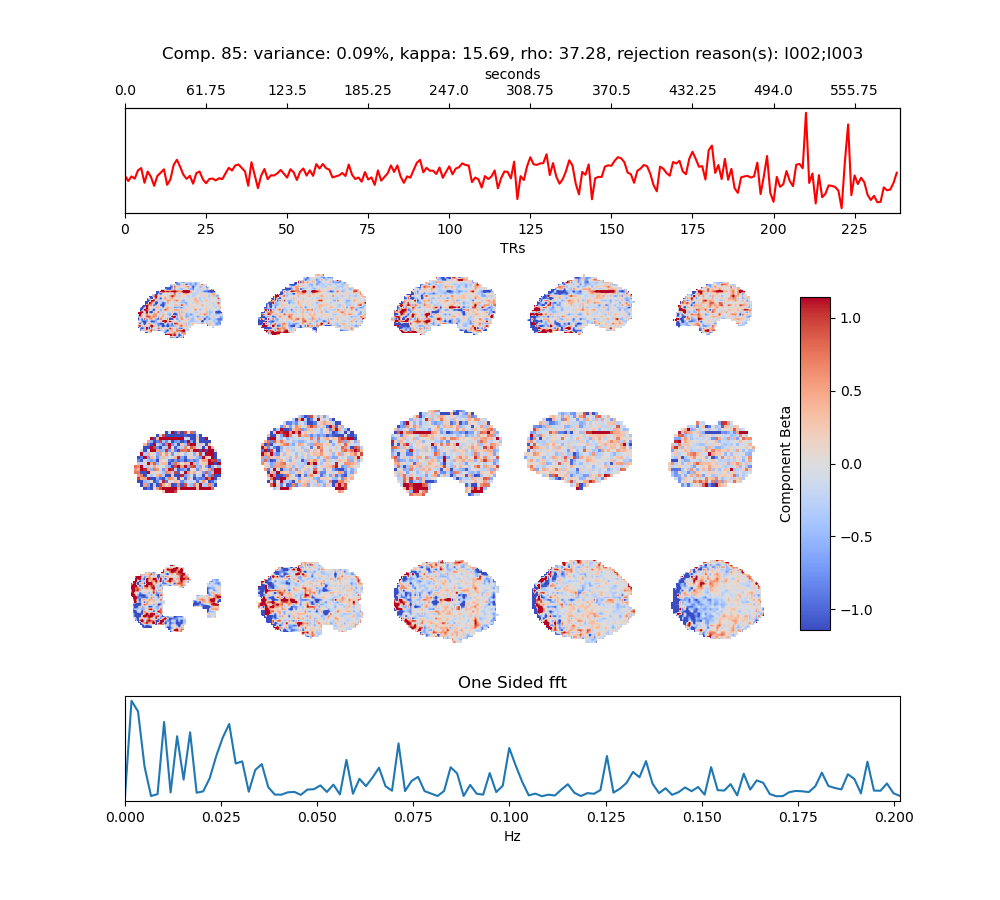 Comp. 85: variance: 0.09%, kappa: 15.69, rho: 37.28, rejection reason(s): I002;I003
seconds
0.0 61.75 123.5 185.25 247.0 308.75 370.5 432.25 494.0 555.75
0 25 50 75 100 125 150 175 200 225
TRs
1.0
0.5
0.0
−0.5
−1.0
Component Beta
One Sided fft
0.000 0.025 0.050 0.075 0.100 0.125 0.150 0.175 0.200
Hz